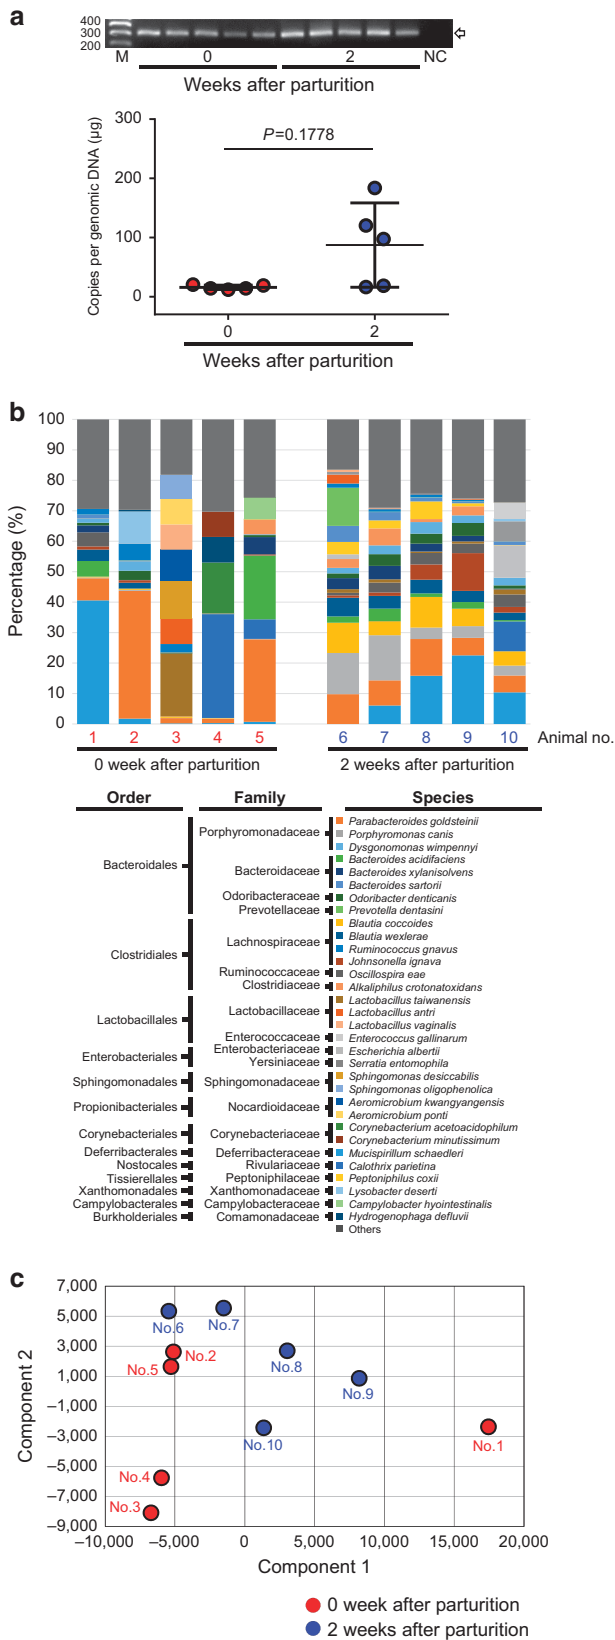 a
400
300
200
M 0 2 NC
Weeks after parturition
300
P=0.1778
200
100
0
Copies per genomic DNA (μg)
0 2
Weeks after parturition
b
100
90
80
70
60
50
40
30
20
10
0
Percentage (%)
1 2 3 4 5 6 7 8 9 10 Animal no.
0 week after parturition 2 weeks after parturition
Order Family Species
Bacteroidales Porphyromonadaceae Parabacteroides goldsteinii
Porphyromonas canis
Dysgonomonas wimpennyi
Bacteroidaceae Bacteroides acidifaciens
Bacteroides xylanisolvens
Bacteroides sartorii
Odoribacteraceae Odoribacter denticanis
Prevotellaceae Prevotella dentasini
Clostridiales Lachnospiraceae Blautia coccoides
Blautia wexlerae
Ruminococcus gnavus
Johnsonella ignava
Ruminococcaceae Oscillospira eae
Clostridiaceae Alkaliphilus crotonatoxidans
Lactobacillales Lactobacillaceae Lactobacillus taiwanensis
Lactobacillus antri
Lactobacillus vaginalis
Enterococcaceae Enterococcus gallinarum
Enterobacteriales Enterobacteriaceae Escherichia albertii
Yersiniaceae Serratia entomophila
Sphingomonadales Sphingomonadaceae Sphingomonas desiccabilis
Sphingomonas oligophenolica
Propionibacteriales Nocardioidaceae Aeromicrobium kwangyangensis
Aeromicrobium ponti
Corynebacteriales Corynebacteriaceae Corynebacterium acetoacidophilum
Corynebacterium minutissimum
Deferribacterales Deferribacteraceae Mucispirillum schaedleri
Nostocales Rivulariaceae Calothrix parietina
Tissierellales Peptoniphilaceae Peptoniphilus coxii
Xanthomonadales Xanthomonadaceae Lysobacter deserti
Campylobacterales Campylobacteraceae Campylobacter hyointestinalis
Burkholderiales Comamonadaceae Hydrogenophaga defluvii
Others
c
7,000
5,000
3,000
1,000
–1,000
–3,000
–5,000
–7,000
–9,000
Component 2
No.6 No.7
No.2
No.5 No.8
No.9
No.10 No.1
No.4
No.3
–10,000 –5,000 0 5,000 10,000 15,000 20,000
Component 1
0 week after parturition
2 weeks after parturition